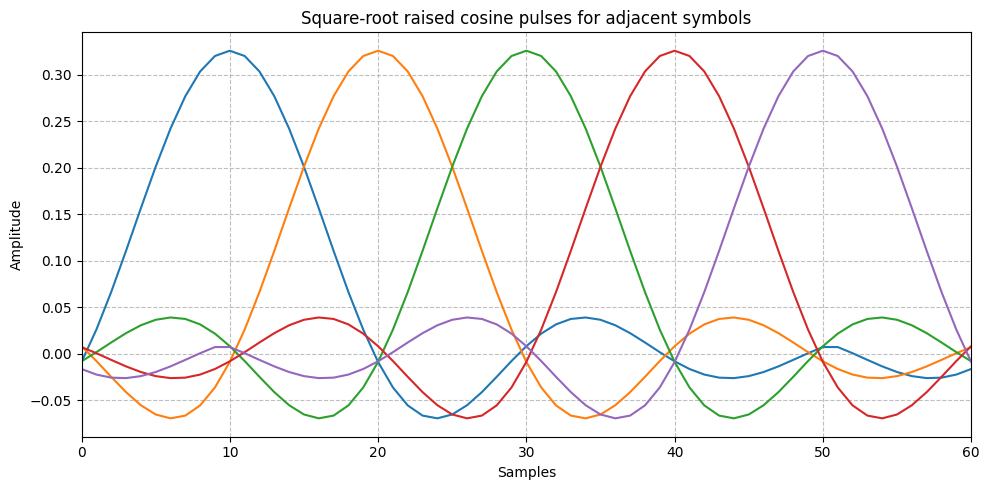 Square-root raised cosine pulses for adjacent symbols
Amplitude
0.30
0.25
0.20
0.15
0.10
0.05
0.00
−0.05
0 10 20 30 40 50 60
Samples